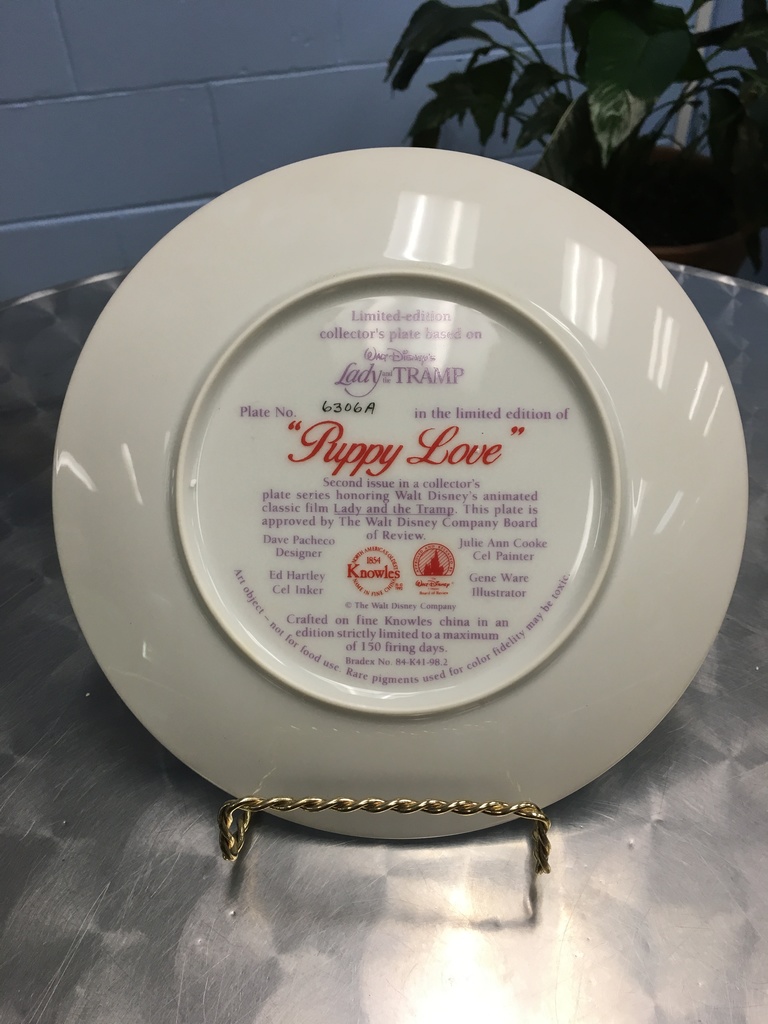 Limited-edition
collector's plate based on
Walt Disney's
Lady and the TRAMP
Plate No. 6306A in the limited edition of
"Puppy Love"
Second issue in a collector's
plate series honoring Walt Disney's animated
classic film Lady and the Tramp. This plate is
approved by The Walt Disney Company Board
of Review.
Dave Pacheco
Designer
Julie Ann Cooke
Cel Painter
Ed Hartley
Cel Inker
1854
Knowles
Walt Disney
Board of Review
Gene Ware
Illustrator
© The Walt Disney Company
Crafted on fine Knowles china in an
edition strictly limited to a maximum
of 150 firing days.
Bradex No. 84-K41-98.2
Art object - not for food use. Rare pigments used for color fidelity may be toxic.